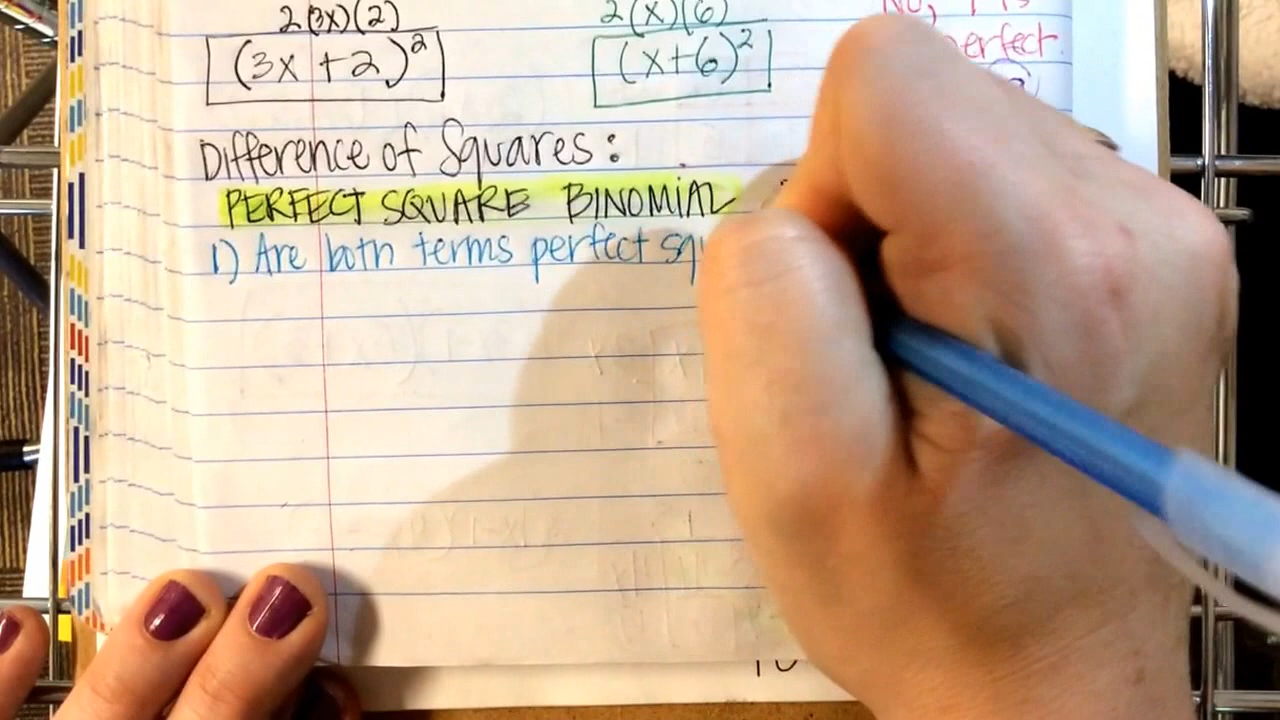 2(3x)(2) 2(x)(6) No, 
(3x+2)² (x+6)² perfect
Difference of Squares:
PERFECT SQUARE BINOMIAL
1) Are both terms perfect squ